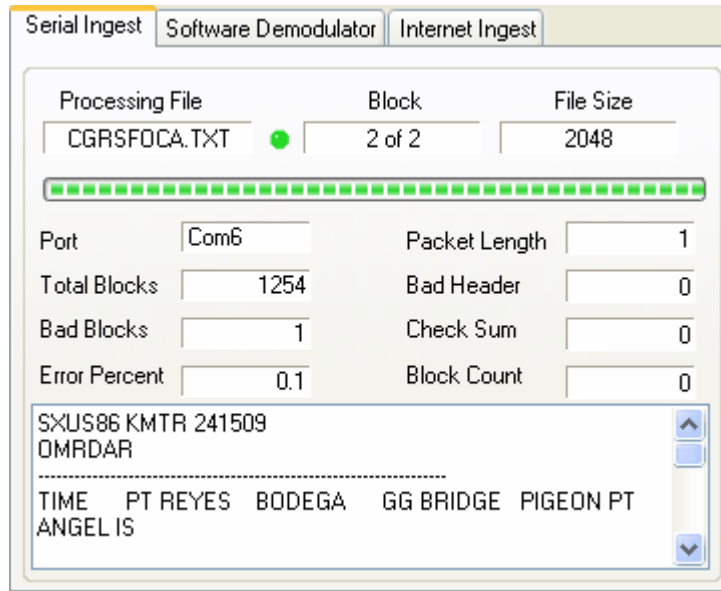 Serial Ingest Software Demodulator Internet Ingest
Processing File Block File Size
CGRSFOCA.TXT 2 of 2 2048
Port Com6 Packet Length 1
Total Blocks 1254 Bad Header 0
Bad Blocks 1 Check Sum 0
Error Percent 0.1 Block Count 0
SXUS86 KMTR 241509
OMRDAR
--------------------------------------------------------------------
TIME PT REYES BODEGA GG BRIDGE PIGEON PT
ANGEL IS